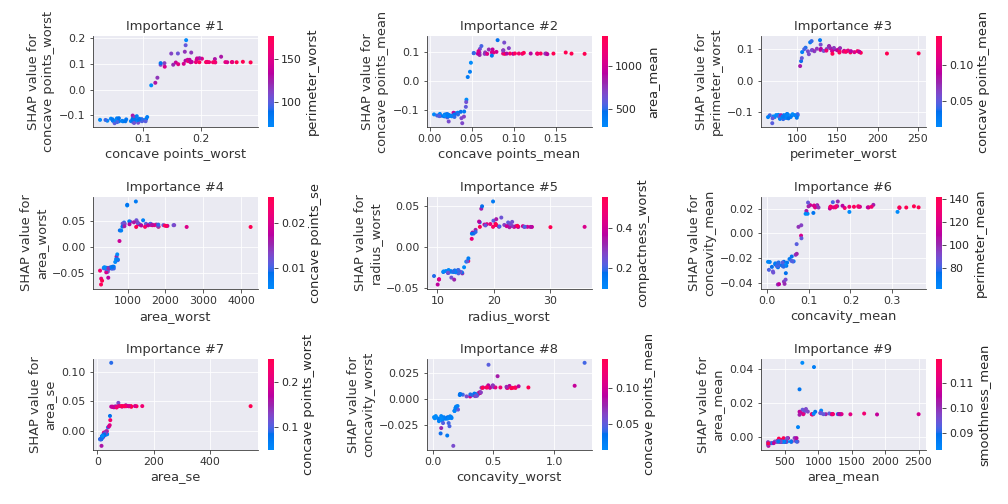 Importance #1
SHAP value for
concave points_worst
0.2
0.1
0.0
−0.1
0.1
0.2
concave points_worst
150
100
perimeter_worst
Importance #2
SHAP value for
concave points_mean
0.1
0.0
−0.1
0.00
0.05
0.10
0.15
concave points_mean
1000
500
area_mean
Importance #3
SHAP value for
perimeter_worst
0.1
0.0
−0.1
100
150
200
250
perimeter_worst
0.10
0.05
concave points_mean
Importance #4
SHAP value for
area_worst
0.05
0.00
−0.05
1000
2000
3000
4000
area_worst
0.02
0.01
concave points_se
Importance #5
SHAP value for
radius_worst
0.05
0.00
−0.05
10
20
30
radius_worst
0.4
0.2
compactness_worst
Importance #6
SHAP value for
concavity_mean
0.02
0.00
−0.02
−0.04
0.0
0.1
0.2
0.3
concavity_mean
140
120
100
80
perimeter_mean
Importance #7
SHAP value for
area_se
0.10
0.05
0.00
0
200
400
area_se
0.2
0.1
concave points_worst
Importance #8
SHAP value for
concavity_worst
0.025
0.000
−0.025
0.0
0.5
1.0
concavity_worst
0.10
0.05
concave points_mean
Importance #9
SHAP value for
area_mean
0.04
0.02
0.00
500
1000
1500
2000
2500
area_mean
0.11
0.10
0.09
smoothness_mean